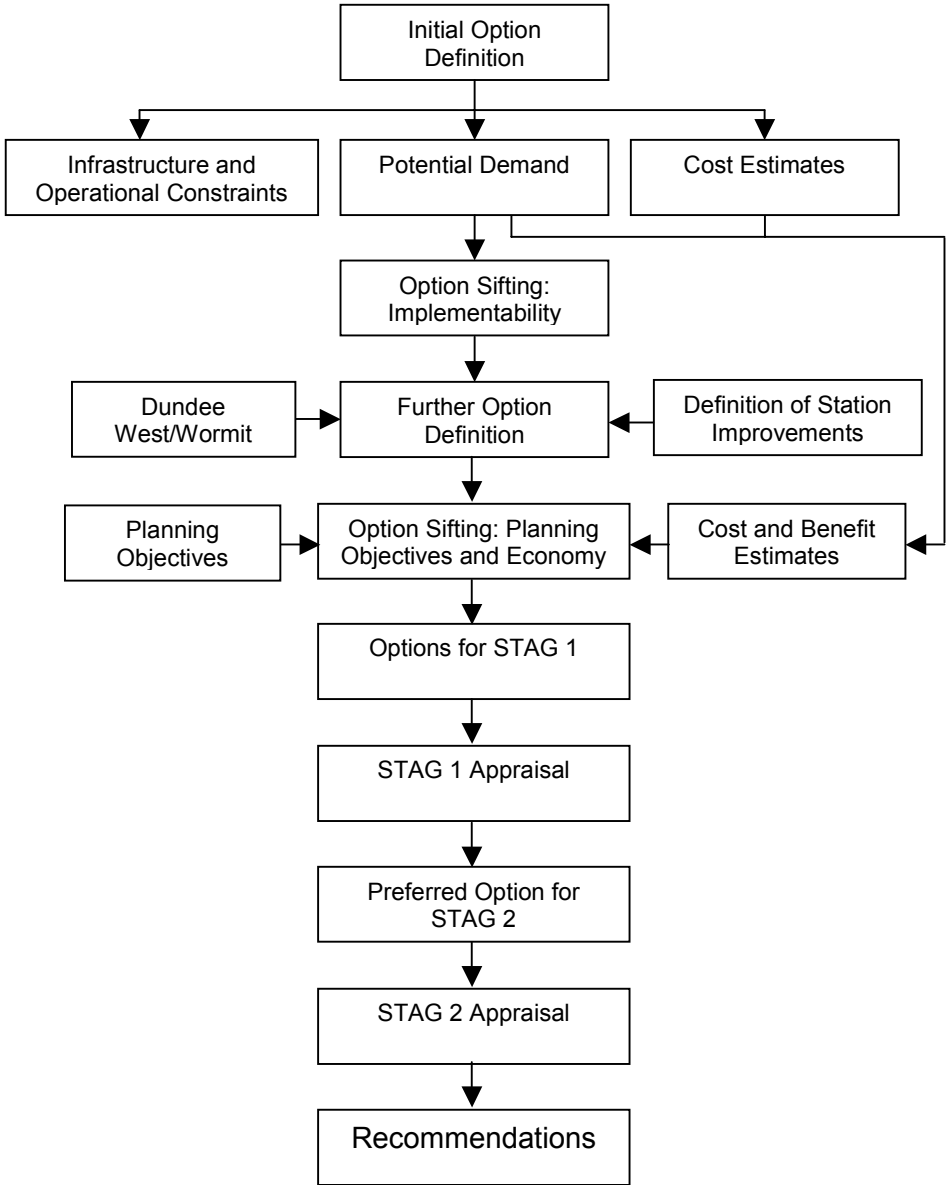 Initial Option
Definition
Infrastructure and
Operational Constraints
Potential Demand
Cost Estimates
Option Sifting:
Implementability
Dundee
West/Wormit
Further Option
Definition
Definition of Station
Improvements
Planning
Objectives
Option Sifting: Planning
Objectives and Economy
Cost and Benefit
Estimates
Options for STAG 1
STAG 1 Appraisal
Preferred Option for
STAG 2
STAG 2 Appraisal
Recommendations